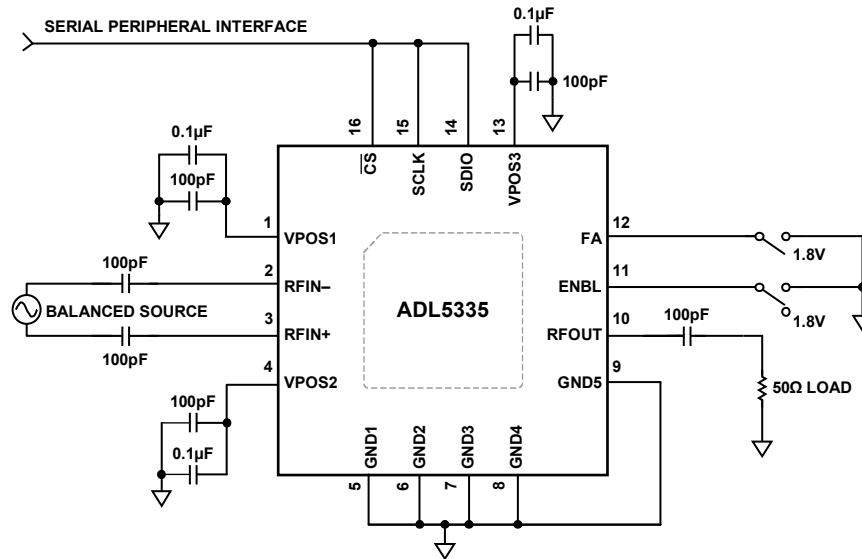 SERIAL PERIPHERAL INTERFACE
0.1µF
100pF
16
15
14
13
CS
SCLK
SDIO
VPOS3
0.1µF
100pF
1
VPOS1
12
FA
1.8V
100pF
2
RFIN–
11
ENBL
1.8V
BALANCED SOURCE
ADL5335
100pF
3
RFIN+
10
RFOUT
100pF
4
VPOS2
9
GND5
50Ω LOAD
100pF
0.1µF
GND1
GND2
GND3
GND4
5
6
7
8